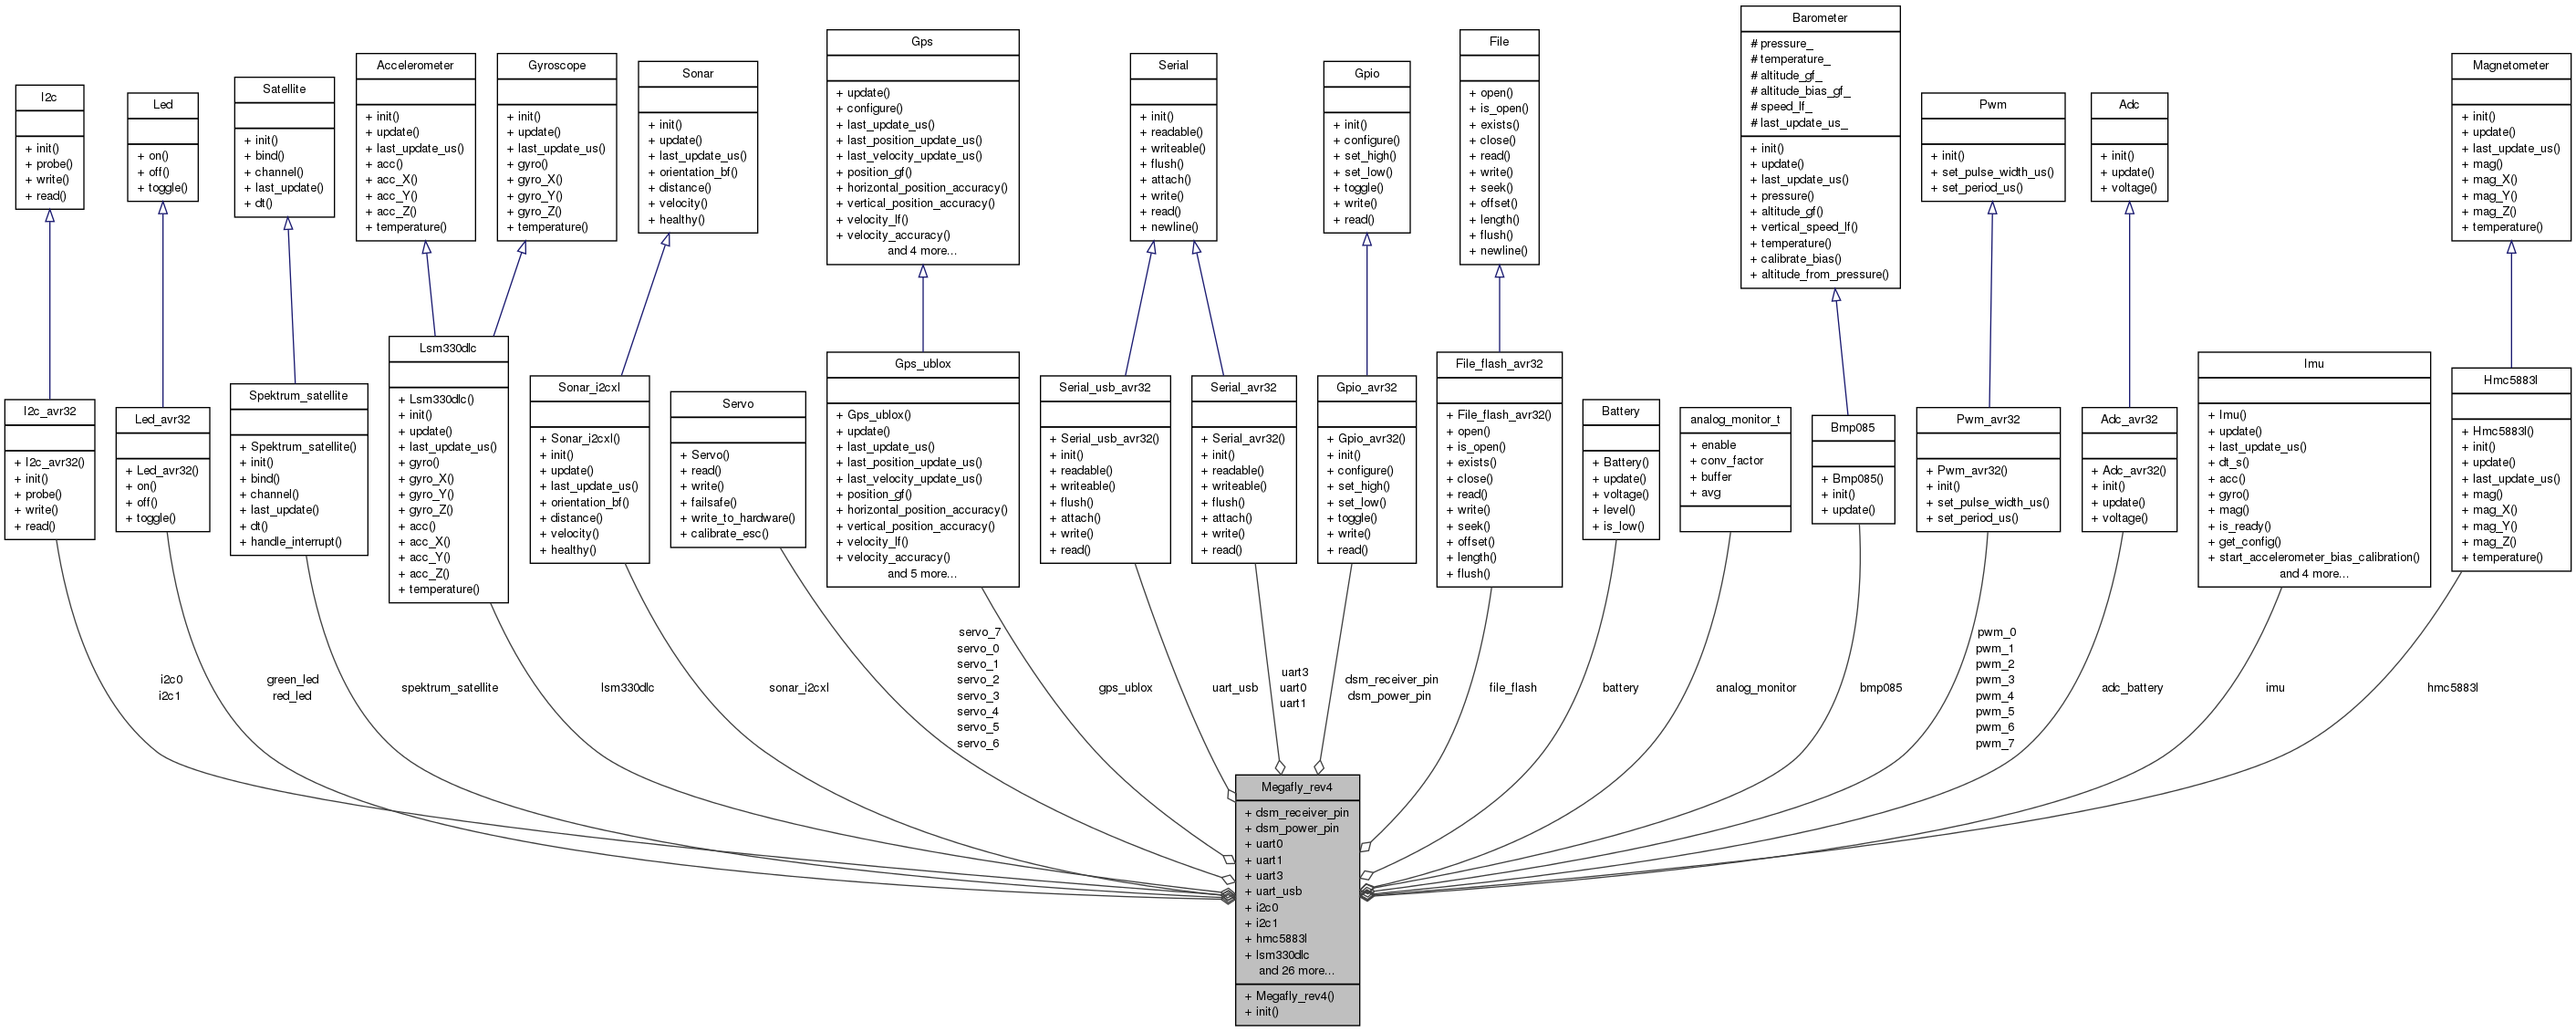 I2c
+ init()
+ probe()
+ write()
+ read()
Led
+ on()
+ off()
+ toggle()
Satellite
+ init()
+ bind()
+ channel()
+ last_update()
+ dt()
Accelerometer
+ init()
+ update()
+ last_update_us()
+ acc()
+ acc_X()
+ acc_Y()
+ acc_Z()
+ temperature()
Gyroscope
+ init()
+ update()
+ last_update_us()
+ gyro()
+ gyro_X()
+ gyro_Y()
+ gyro_Z()
+ temperature()
Sonar
+ init()
+ update()
+ last_update_us()
+ orientation_bf()
+ distance()
+ velocity()
+ healthy()
Gps
+ update()
+ configure()
+ last_update_us()
+ last_position_update_us()
+ last_velocity_update_us()
+ position_gf()
+ horizontal_position_accuracy()
+ vertical_position_accuracy()
+ velocity_lf()
+ velocity_accuracy()
and 4 more...
Serial
+ init()
+ readable()
+ writeable()
+ flush()
+ attach()
+ write()
+ read()
+ newline()
Gpio
+ init()
+ configure()
+ set_high()
+ set_low()
+ toggle()
+ write()
+ read()
File
+ open()
+ is_open()
+ exists()
+ close()
+ read()
+ write()
+ seek()
+ offset()
+ length()
+ flush()
+ newline()
Barometer
# pressure_
# temperature_
# altitude_gf_
# altitude_bias_gf_
# speed_lf_
# last_update_us_
+ init()
+ update()
+ last_update_us()
+ pressure()
+ altitude_gf()
+ vertical_speed_lf()
+ temperature()
+ calibrate_bias()
+ altitude_from_pressure()
Pwm
+ init()
+ set_pulse_width_us()
+ set_period_us()
Adc
+ init()
+ update()
+ voltage()
Magnetometer
+ init()
+ update()
+ last_update_us()
+ mag()
+ mag_X()
+ mag_Y()
+ mag_Z()
+ temperature()
I2c_avr32
+ I2c_avr32()
+ init()
+ probe()
+ write()
+ read()
Led_avr32
+ Led_avr32()
+ on()
+ off()
+ toggle()
Spektrum_satellite
+ Spektrum_satellite()
+ init()
+ bind()
+ channel()
+ last_update()
+ dt()
+ handle_interrupt()
Lsm330dlc
+ Lsm330dlc()
+ init()
+ update()
+ last_update_us()
+ gyro()
+ gyro_X()
+ gyro_Y()
+ gyro_Z()
+ acc()
+ acc_X()
+ acc_Y()
+ acc_Z()
+ temperature()
Sonar_i2cxl
+ Sonar_i2cxl()
+ init()
+ update()
+ last_update_us()
+ orientation_bf()
+ distance()
+ velocity()
+ healthy()
Servo
+ Servo()
+ read()
+ write()
+ failsafe()
+ write_to_hardware()
+ calibrate_esc()
Gps_ublox
+ Gps_ublox()
+ update()
+ last_update_us()
+ last_position_update_us()
+ last_velocity_update_us()
+ position_gf()
+ horizontal_position_accuracy()
+ vertical_position_accuracy()
+ velocity_lf()
+ velocity_accuracy()
and 5 more...
Serial_usb_avr32
+ Serial_usb_avr32()
+ init()
+ readable()
+ writeable()
+ flush()
+ attach()
+ write()
+ read()
Serial_avr32
+ Serial_avr32()
+ init()
+ readable()
+ writeable()
+ flush()
+ attach()
+ write()
+ read()
Gpio_avr32
+ Gpio_avr32()
+ init()
+ configure()
+ set_high()
+ set_low()
+ toggle()
+ write()
+ read()
File_flash_avr32
+ File_flash_avr32()
+ open()
+ is_open()
+ exists()
+ close()
+ read()
+ write()
+ seek()
+ offset()
+ length()
+ flush()
Battery
+ Battery()
+ update()
+ voltage()
+ level()
+ is_low()
analog_monitor_t
+ enable
+ conv_factor
+ buffer
+ avg
Bmp085
+ Bmp085()
+ init()
+ update()
Pwm_avr32
+ Pwm_avr32()
+ init()
+ set_pulse_width_us()
+ set_period_us()
Adc_avr32
+ Adc_avr32()
+ init()
+ update()
+ voltage()
Imu
+ Imu()
+ update()
+ last_update_us()
+ dt_s()
+ acc()
+ gyro()
+ mag()
+ is_ready()
+ get_config()
+ start_accelerometer_bias_calibration()
and 4 more...
Hmc5883l
+ Hmc5883l()
+ init()
+ update()
+ last_update_us()
+ mag()
+ mag_X()
+ mag_Y()
+ mag_Z()
+ temperature()
i2c0
i2c1
green_led
red_led
spektrum_satellite
lsm330dlc
sonar_i2cxl
servo_7
servo_0
servo_1
servo_2
servo_3
servo_4
servo_5
servo_6
gps_ublox
uart_usb
uart3
uart0
uart1
dsm_receiver_pin
dsm_power_pin
file_flash
battery
analog_monitor
bmp085
pwm_0
pwm_1
pwm_2
pwm_3
pwm_4
pwm_5
pwm_6
pwm_7
adc_battery
imu
hmc5883l
Megafly_rev4
+ dsm_receiver_pin
+ dsm_power_pin
+ uart0
+ uart1
+ uart3
+ uart_usb
+ i2c0
+ i2c1
+ hmc5883l
+ lsm330dlc
and 26 more...
+ Megafly_rev4()
+ init()